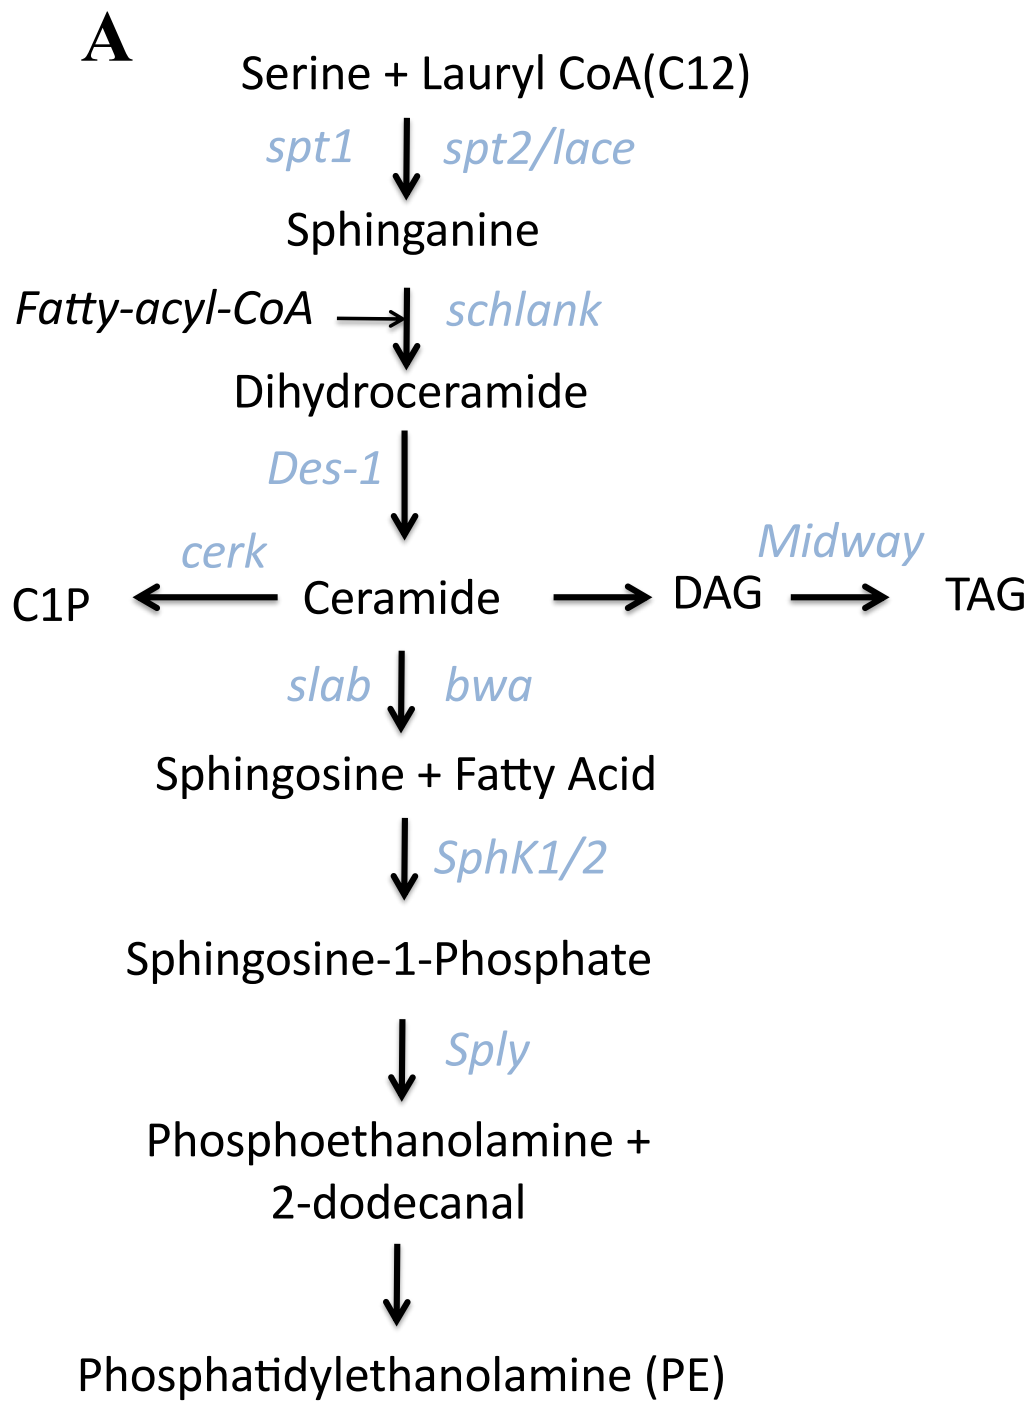 A
Serine + Lauryl CoA(C12)
spt1 spt2/lace
Sphinganine
Fatty-acyl-CoA schlank
Dihydroceramide
Des-1
cerk Midway
C1P Ceramide DAG TAG
slab bwa
Sphingosine + Fatty Acid
SphK1/2
Sphingosine-1-Phosphate
Sply
Phosphoethanolamine +
2-dodecanal
Phosphatidylethanolamine (PE)